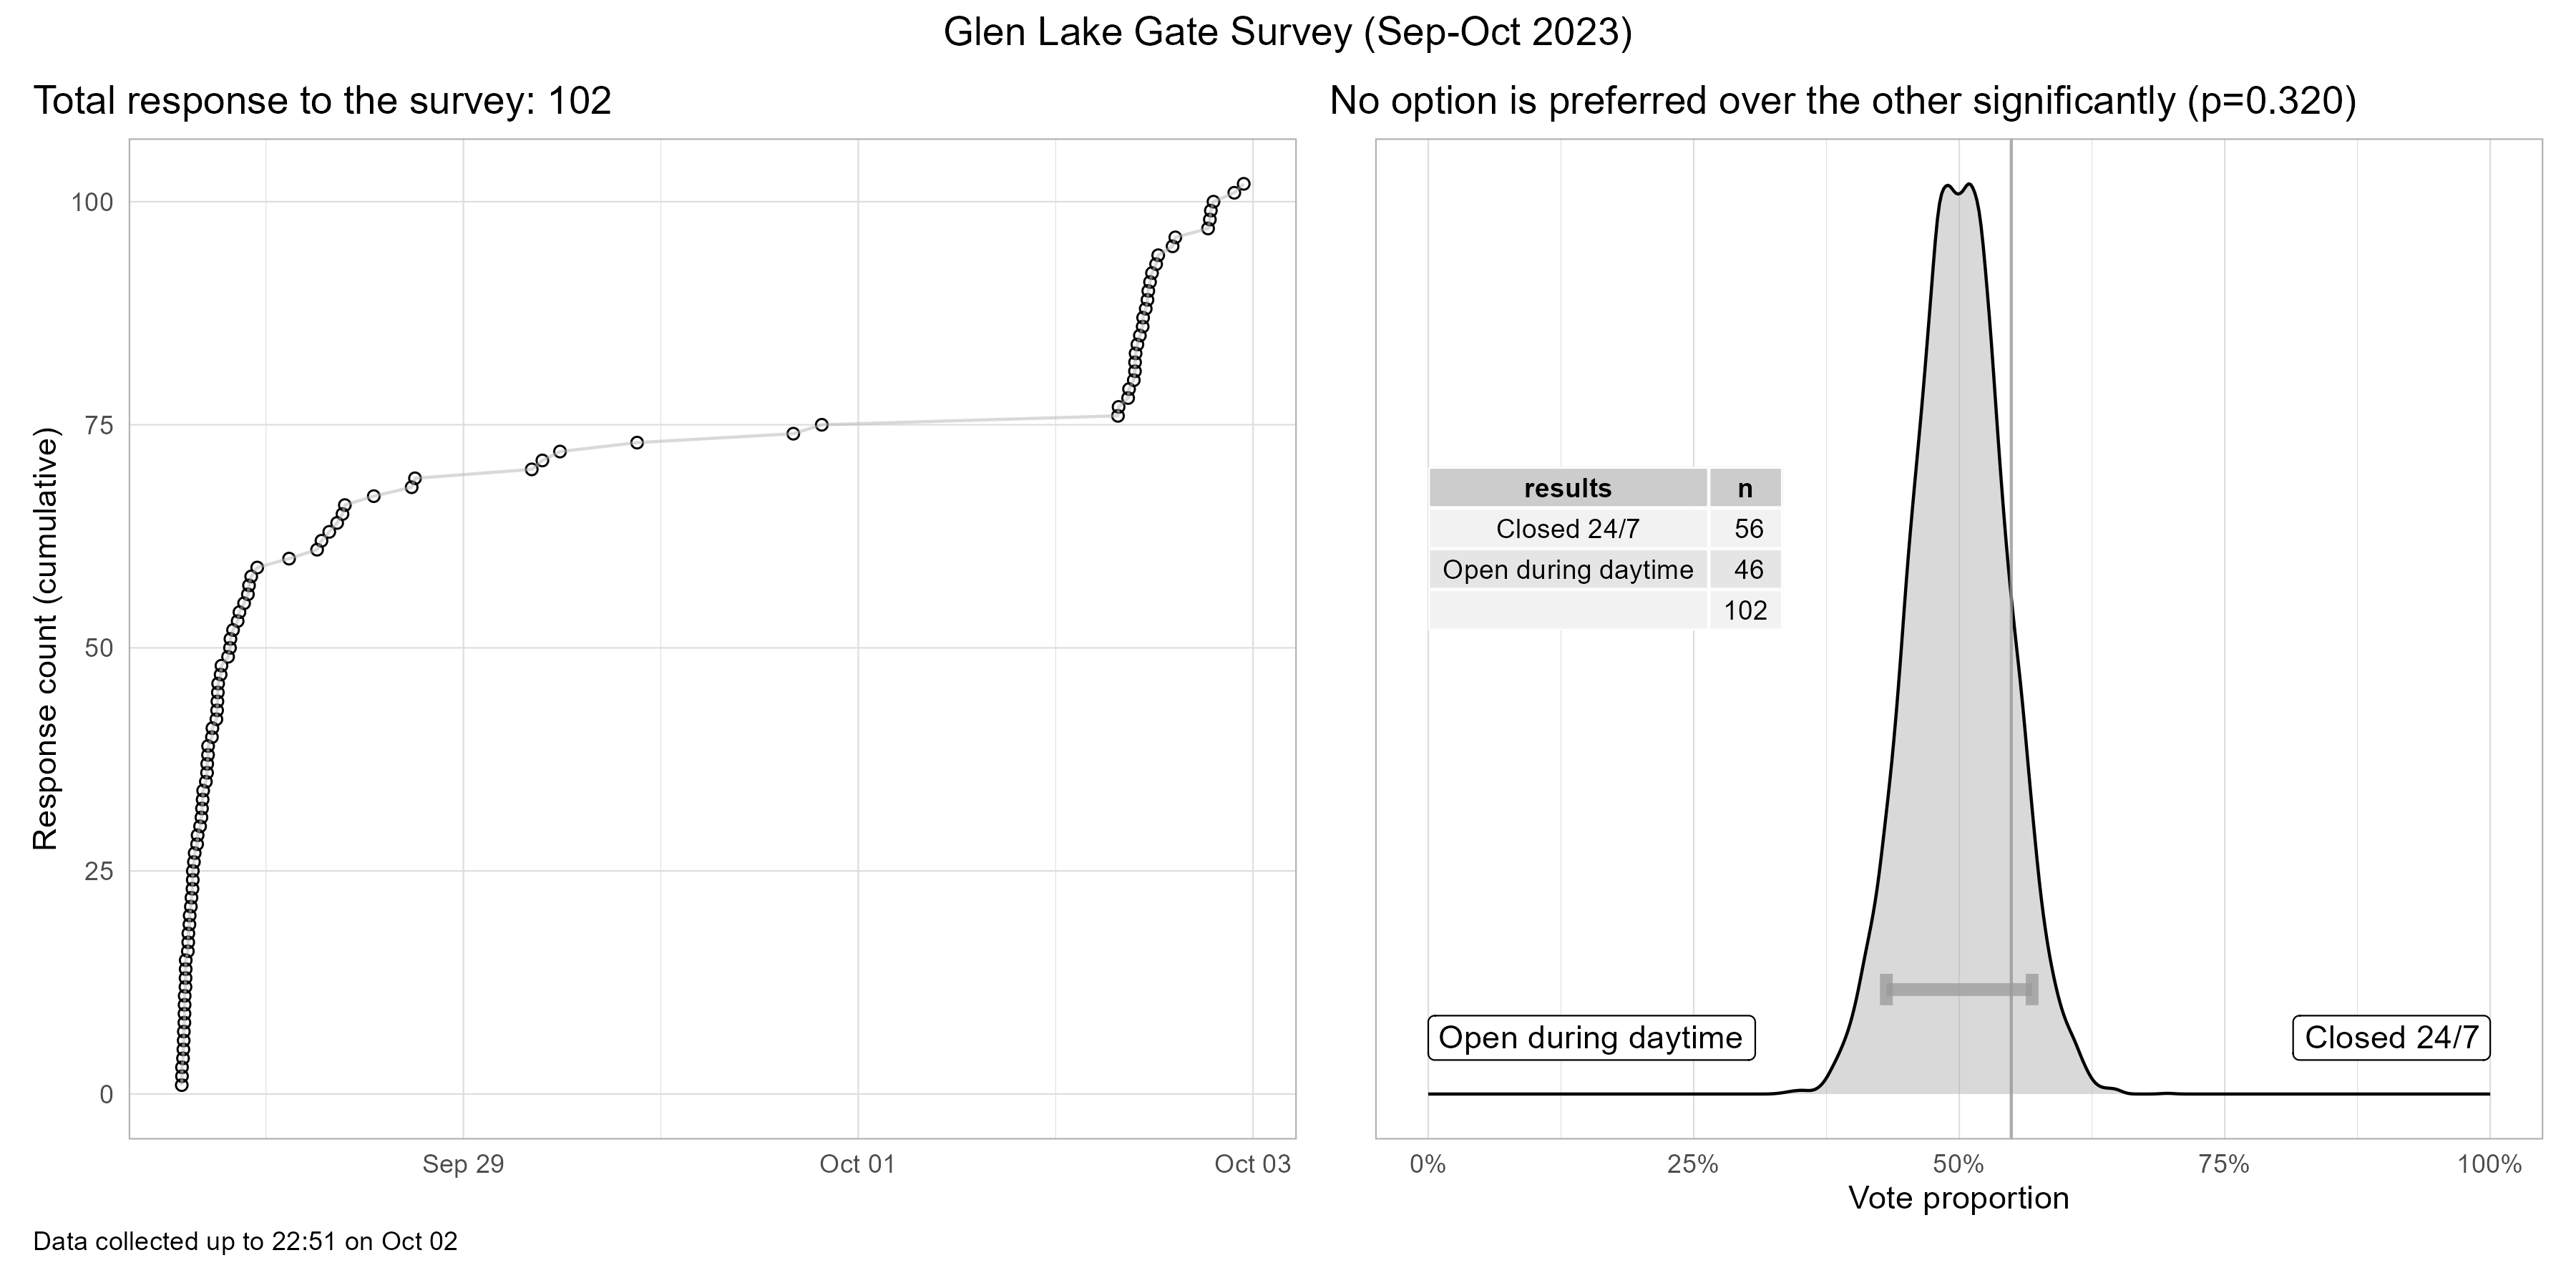 Glen Lake Gate Survey (Sep-Oct 2023)
Total response to the survey: 102
Response count (cumulative)
100
75
50
25
0
Sep 29
Oct 01
Oct 03
Data collected up to 22:51 on Oct 02
No option is preferred over the other significantly (p=0.320)
results n
Closed 24/7 56
Open during daytime 46
102
Open during daytime
Closed 24/7
0%
25%
50%
75%
100%
Vote proportion